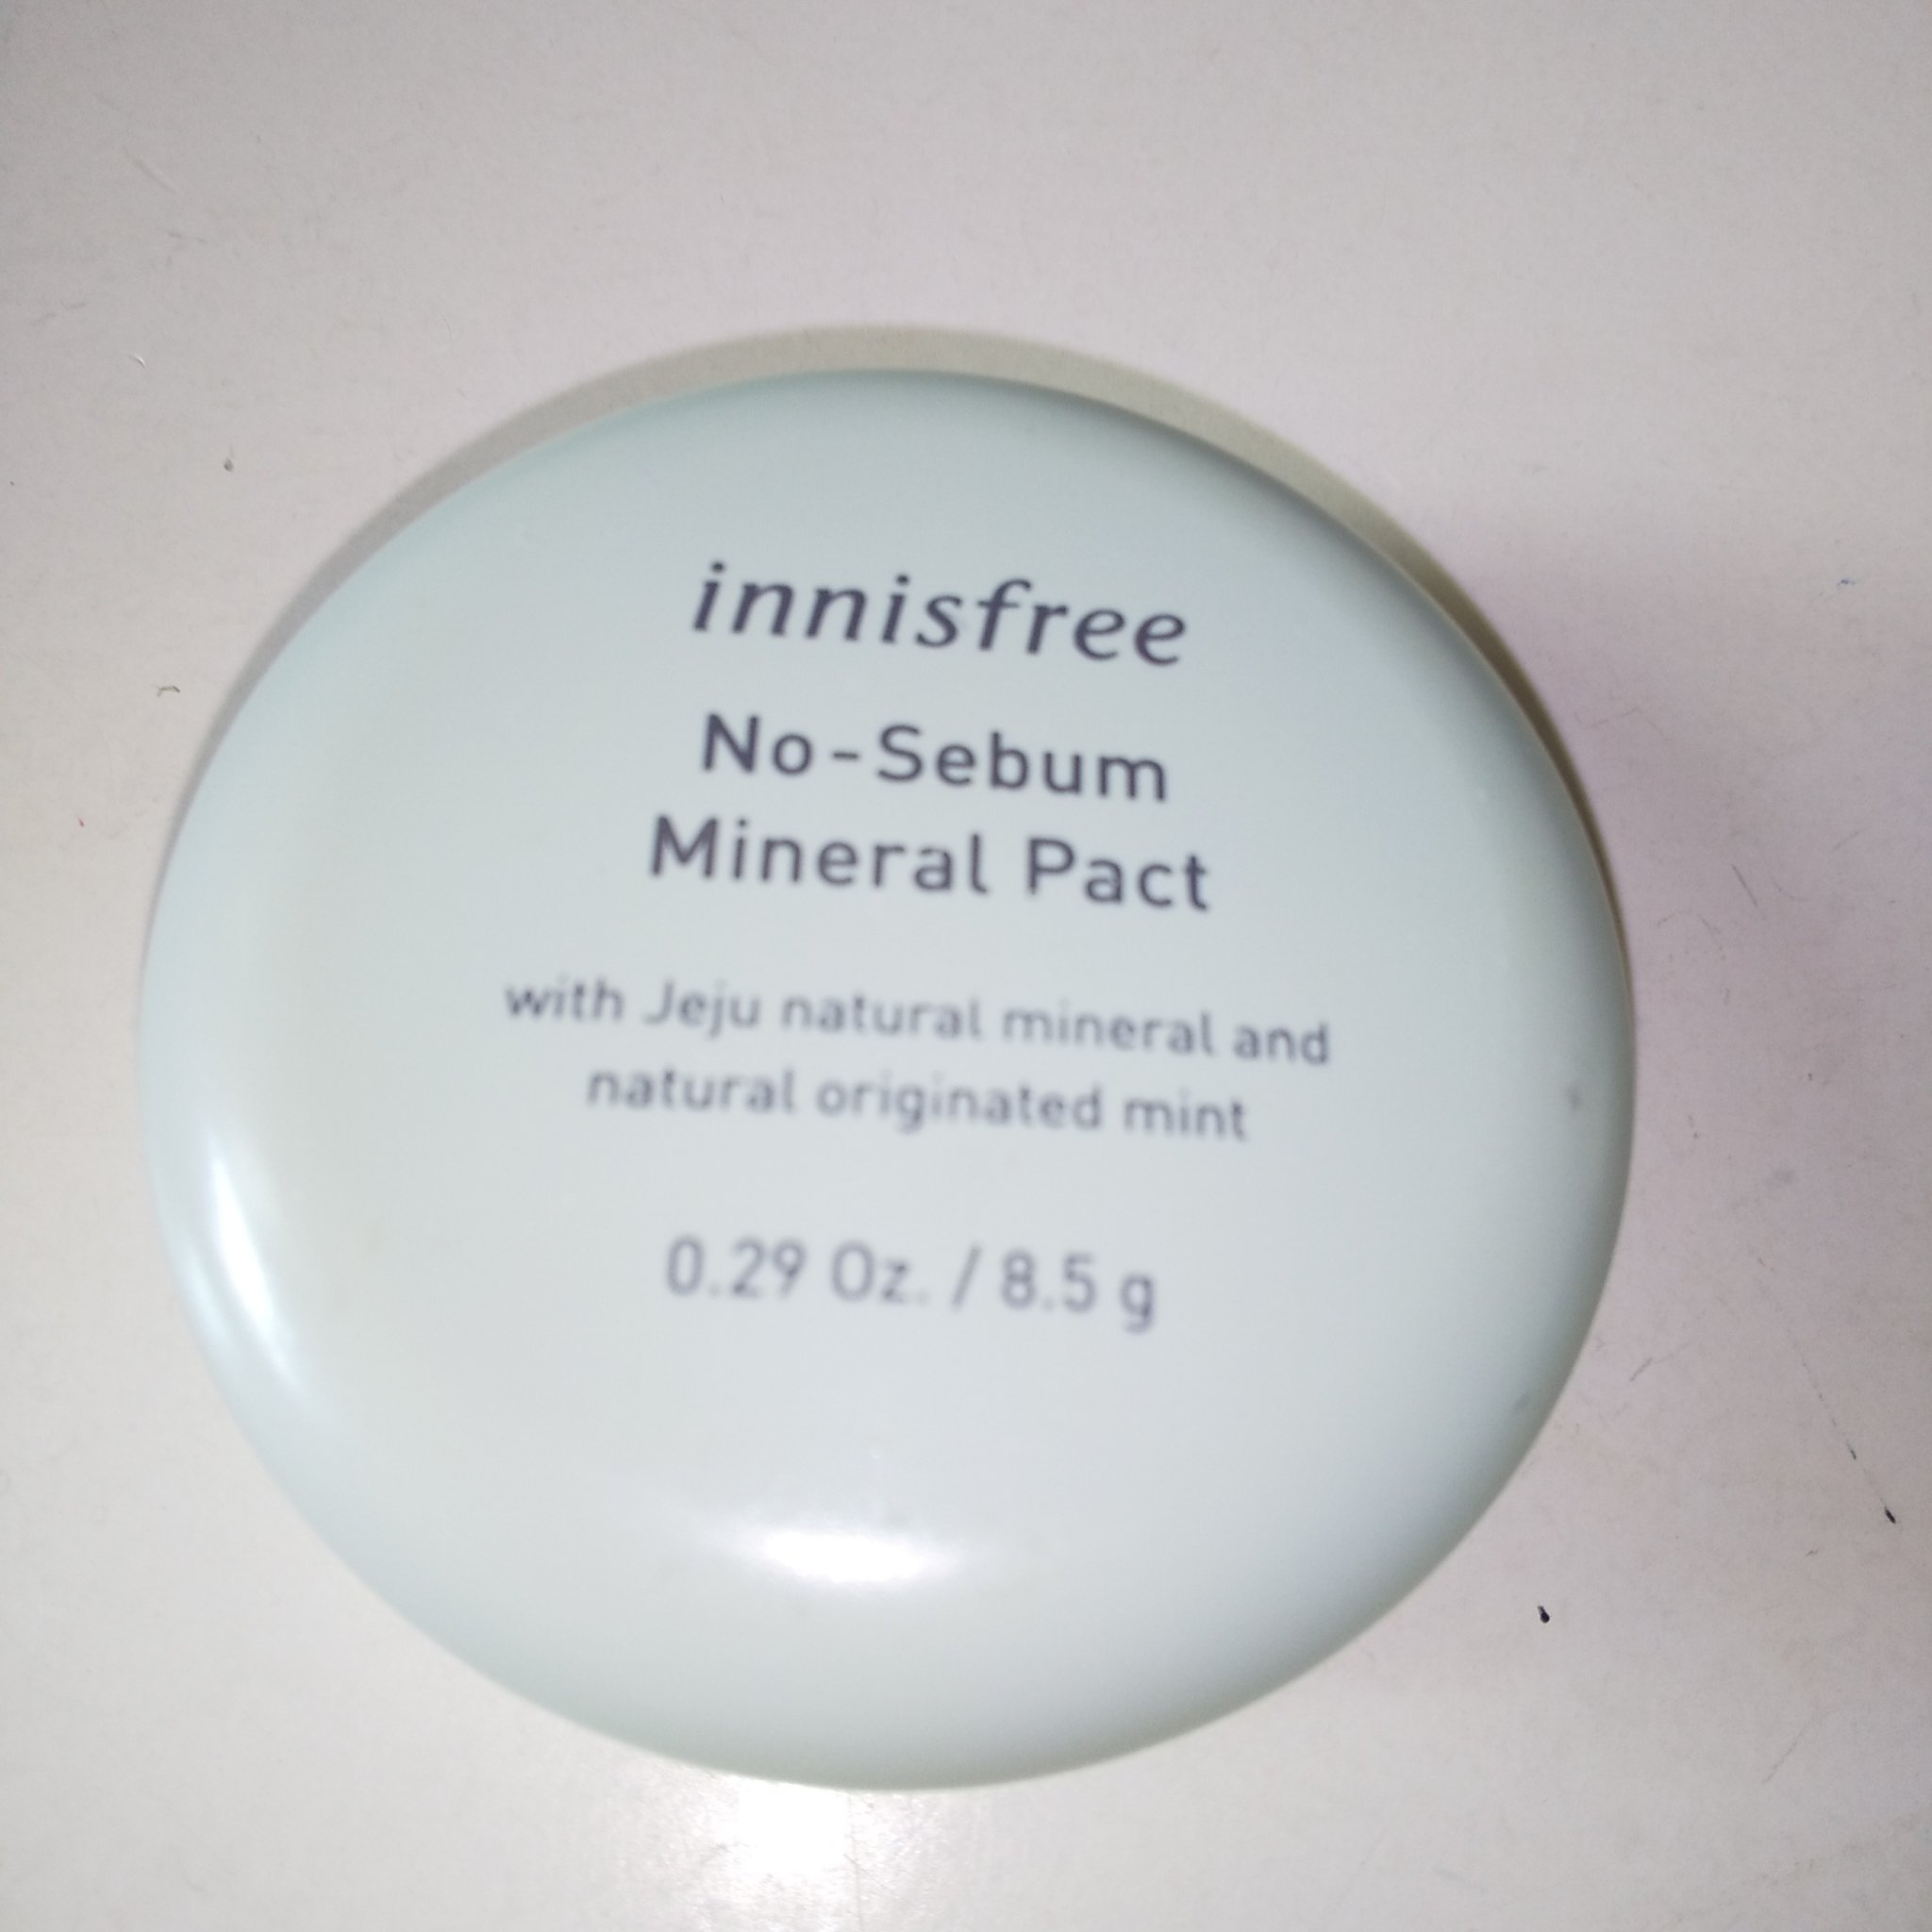 innisfree
No-Sebum
Mineral Pact
with Jeju natural mineral and
natural originated mint
0.29 Oz. / 8.5 g